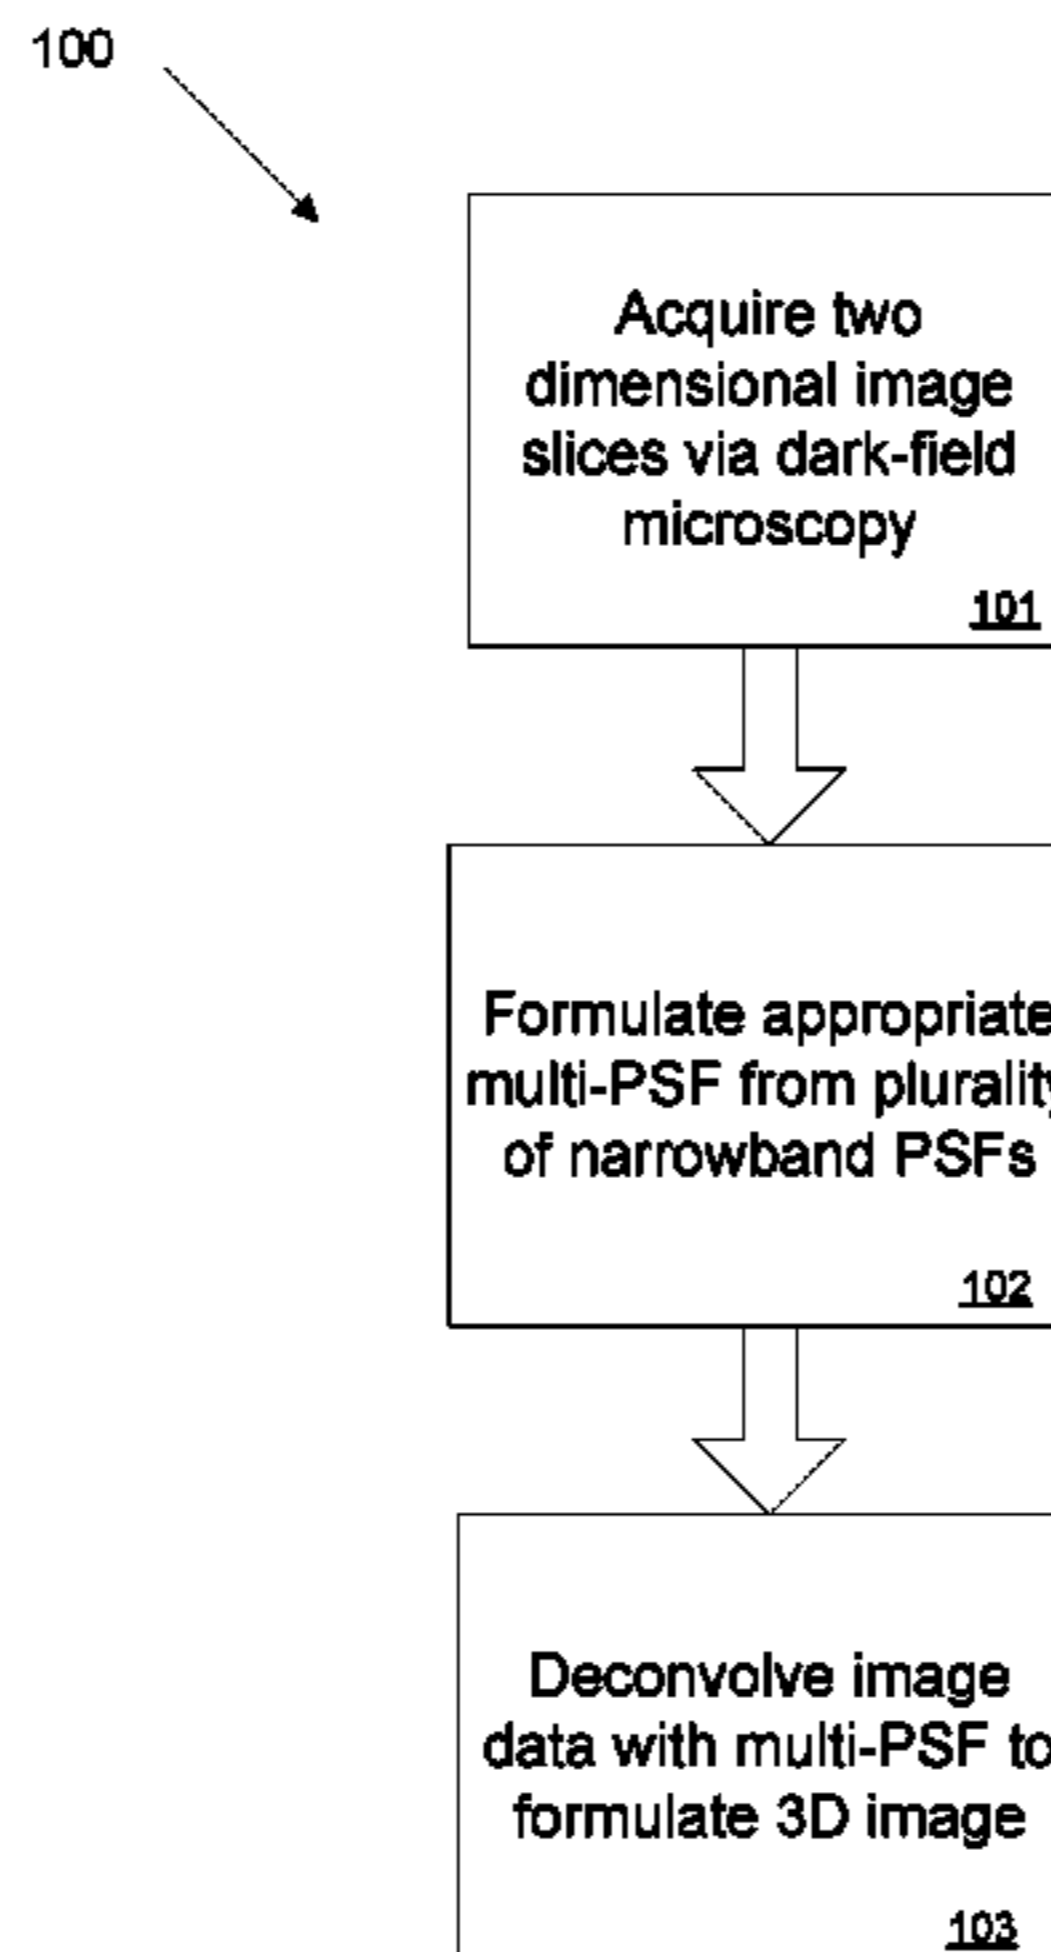 100
Acquire two
dimensional image
slices via dark-field
microscopy
101
Formulate appropriate
multi-PSF from plurality
of narrowband PSFs
102
Deconvolve image
data with multi-PSF to
formulate 3D image
103